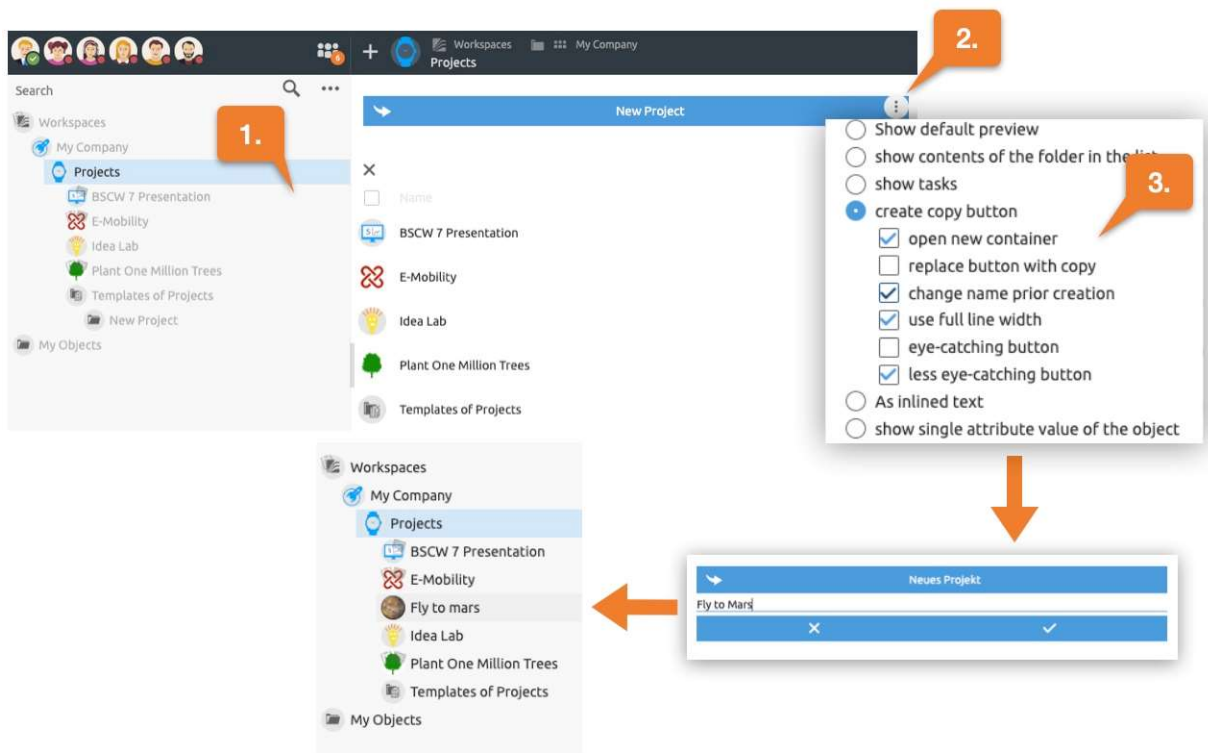 Workspaces
My Company
Projects
2.
Search
New Project
1.
Workspaces
My Company
Projects
BSCW 7 Presentation
E-Mobility
Idea Lab
Plant One Million Trees
Templates of Projects
New Project
My Objects
Name
BSCW 7 Presentation
E-Mobility
Idea Lab
Plant One Million Trees
Templates of Projects
Show default preview
show contents of the folder in the list
show tasks
3.
create copy button
open new container
replace button with copy
change name prior creation
use full line width
eye-catching button
less eye-catching button
As inlined text
show single attribute value of the object
Workspaces
My Company
Projects
BSCW 7 Presentation
E-Mobility
Fly to mars
Idea Lab
Plant One Million Trees
Templates of Projects
My Objects
Neues Projekt
Fly to Mars